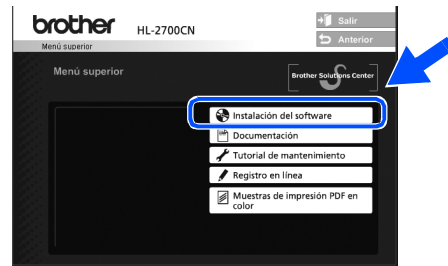 brother
HL-2700CN
Salir
Anterior
Menú superior
Menú superior
Brother Solutions Center
Instalación del software
Documentación
Tutorial de mantenimiento
Registro en línea
Muestras de impresión PDF en
color